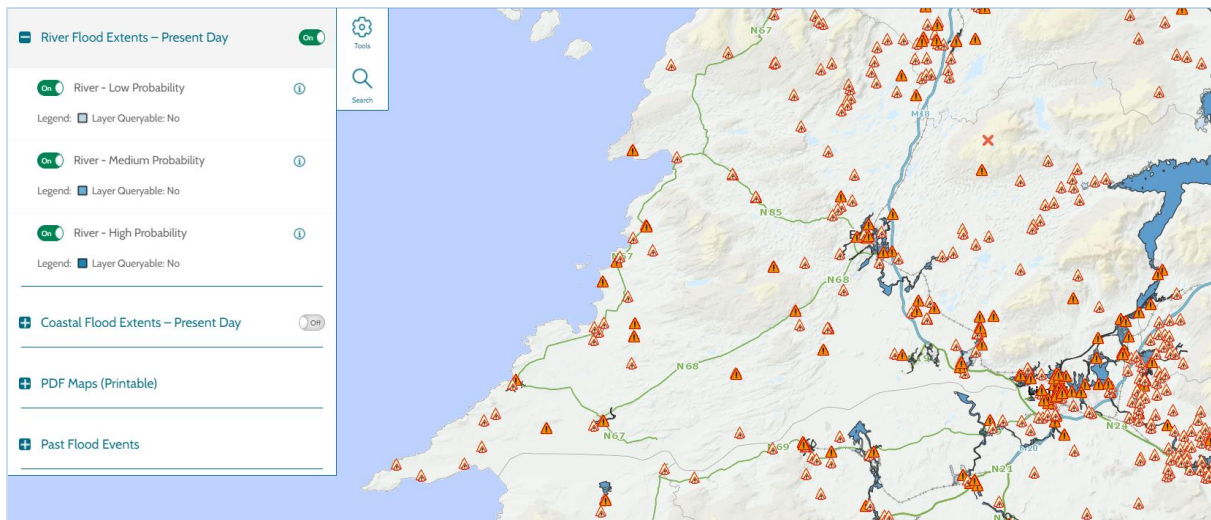 River Flood Extents – Present Day
On
On
River - Low Probability
Legend: Layer Queryable: No
On
River - Medium Probability
Legend: Layer Queryable: No
On
River - High Probability
Legend: Layer Queryable: No
Coastal Flood Extents – Present Day
Off
PDF Maps (Printable)
Past Flood Events
Tools
Search
N67
M18
N85
N67
N68
N68
N67
N69
M20
N24
N21